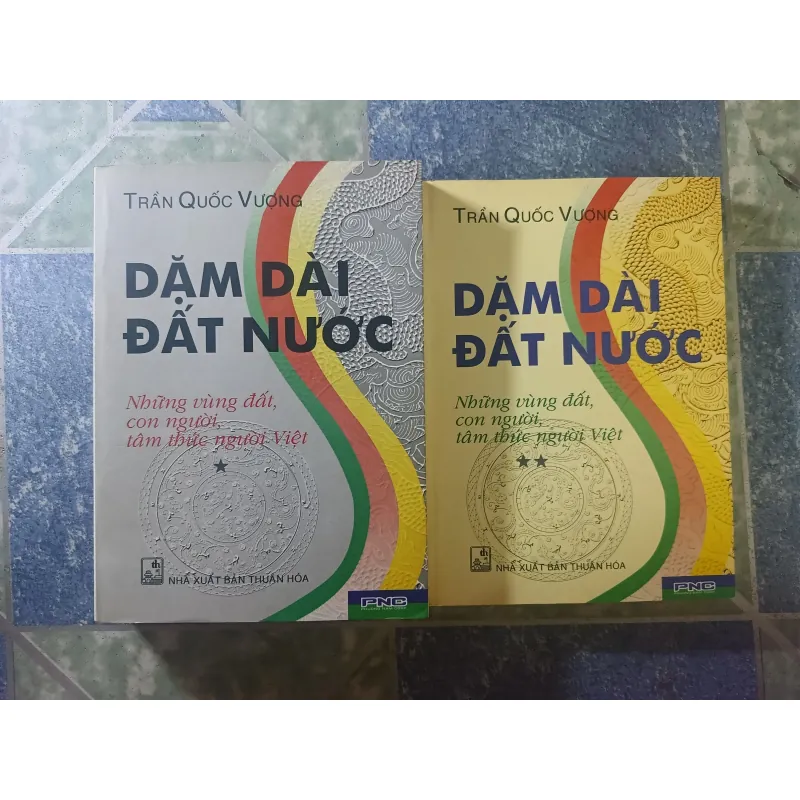 TRẦN QUỐC VƯỢNG
DẶM DÀI
ĐẤT NƯỚC
Những vùng đất,
con người,
tâm thức người Việt
★
th
NHÀ XUẤT BẢN THUẬN HÓA
PNC
TRẦN QUỐC VƯỢNG
DẶM DÀI
ĐẤT NƯỚC
Những vùng đất,
con người,
tâm thức người Việt
★★
th
NHÀ XUẤT BẢN THUẬN HÓA
PNC